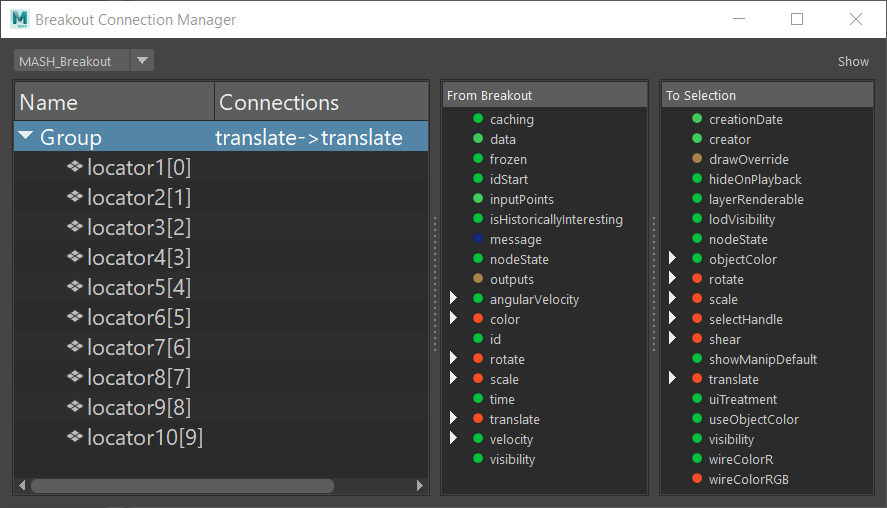 Breakout Connection Manager
MASH_Breakout
Show
Name Connections
Group translate->translate
locator1[0]
locator2[1]
locator3[2]
locator4[3]
locator5[4]
locator6[5]
locator7[6]
locator8[7]
locator9[8]
locator10[9]
From Breakout
caching
data
frozen
idStart
inputPoints
isHistoricallyInteresting
message
nodeState
outputs
angularVelocity
color
id
rotate
scale
time
translate
velocity
visibility
To Selection
creationDate
creator
drawOverride
hideOnPlayback
layerRenderable
lodVisibility
nodeState
objectColor
rotate
scale
selectHandle
shear
showManipDefault
translate
uiTreatment
useObjectColor
visibility
wireColorR
wireColorRGB